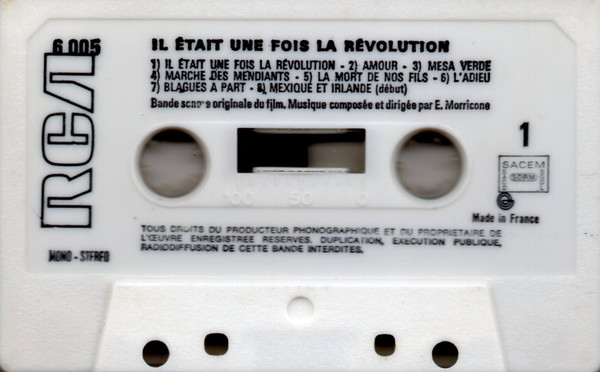 6 005
RCA
IL ÉTAIT UNE FOIS LA RÉVOLUTION
1) IL ÉTAIT UNE FOIS LA RÉVOLUTION - 2) AMOUR - 3) MESA VERDE
4) MARCHE DES MENDIANTS - 5) LA MORT DE NOS FILS - 6) L'ADIEU
7) BLAGUES A PART - 8) MEXIQUE ET IRLANDE (début)
Bande sonore originale du film. Musique composée et dirigée par E. Morricone
1
SACEM
SDRM
100 50 0
Made in France
TOUS DROITS DU PRODUCTEUR PHONOGRAPHIQUE ET DU PROPRIETAIRE DE
L'ŒUVRE ENREGISTREE RESERVES. DUPLICATION, EXECUTION PUBLIQUE,
RADIODIFFUSION DE CETTE BANDE INTERDITES.
MONO - STEREO